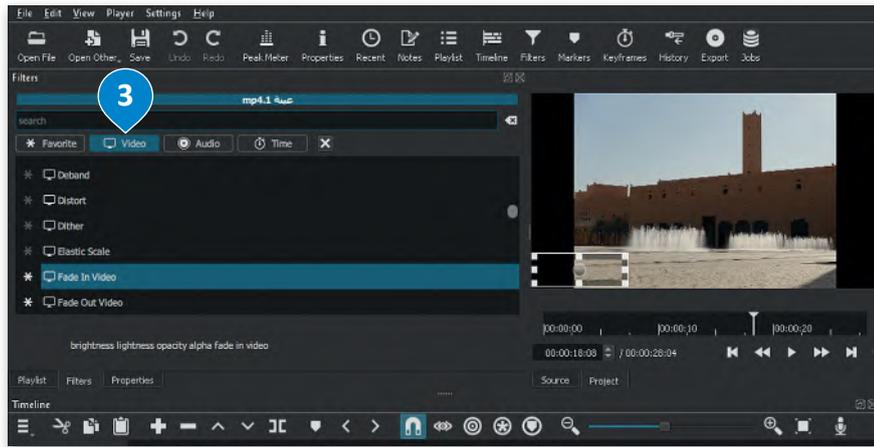 File Edit View Player Settings Help
Open File Open Other... Save Undo Redo Peak Meter Properties Recent Notes Playlist Timeline Filters Markers Keyframes History Export Jobs
Filters
3
عينة 1.mp4
search
Favorite Video Audio Time
Deband
Distort
Dither
Elastic Scale
Fade In Video
Fade Out Video
brightness lightness opacity alpha fade in video
00:00:00 00:00:10 00:00:20
00:00:18:08 / 00:00:28:04
Playlist Filters Properties
Source Project
Timeline